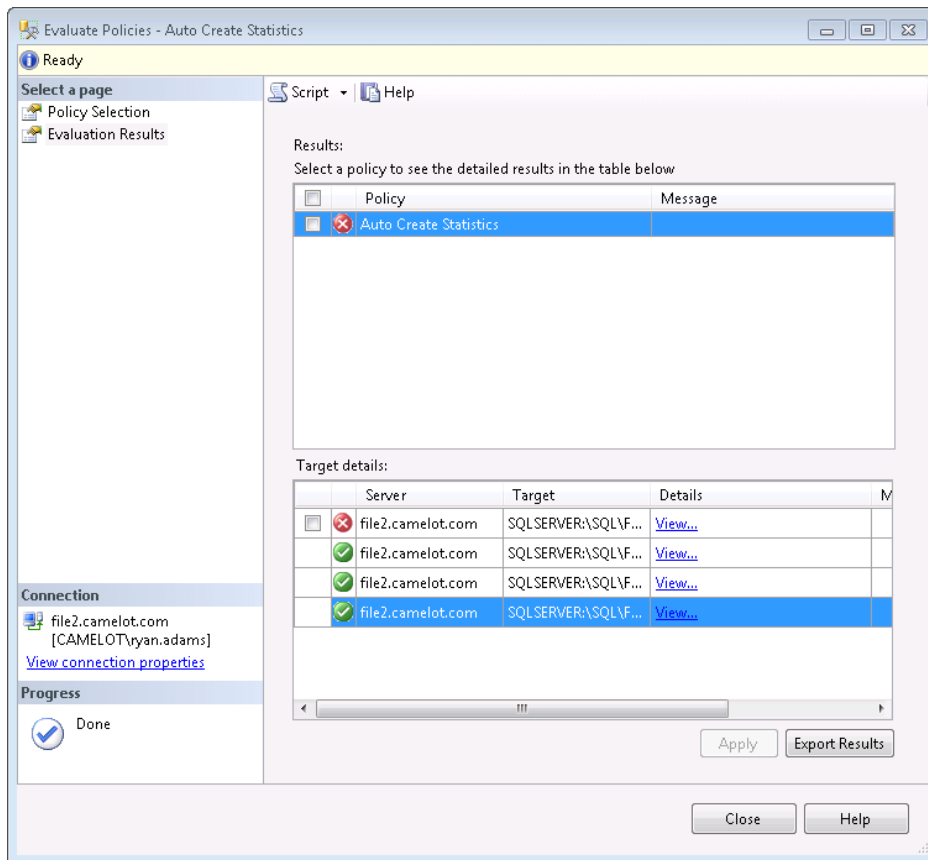 Evaluate Policies - Auto Create Statistics
Ready
Select a page
Policy Selection
Evaluation Results
Script
Help
Results:
Select a policy to see the detailed results in the table below
Policy Message
Auto Create Statistics
Target details:
Server Target Details M
file2.camelot.com SQLSERVER:\SQL\F... View...
file2.camelot.com SQLSERVER:\SQL\F... View...
file2.camelot.com SQLSERVER:\SQL\F... View...
file2.camelot.com SQLSERVER:\SQL\F... View...
Connection
file2.camelot.com
[CAMELOT\ryan.adams]
View connection properties
Progress
Done
Apply Export Results
Close Help